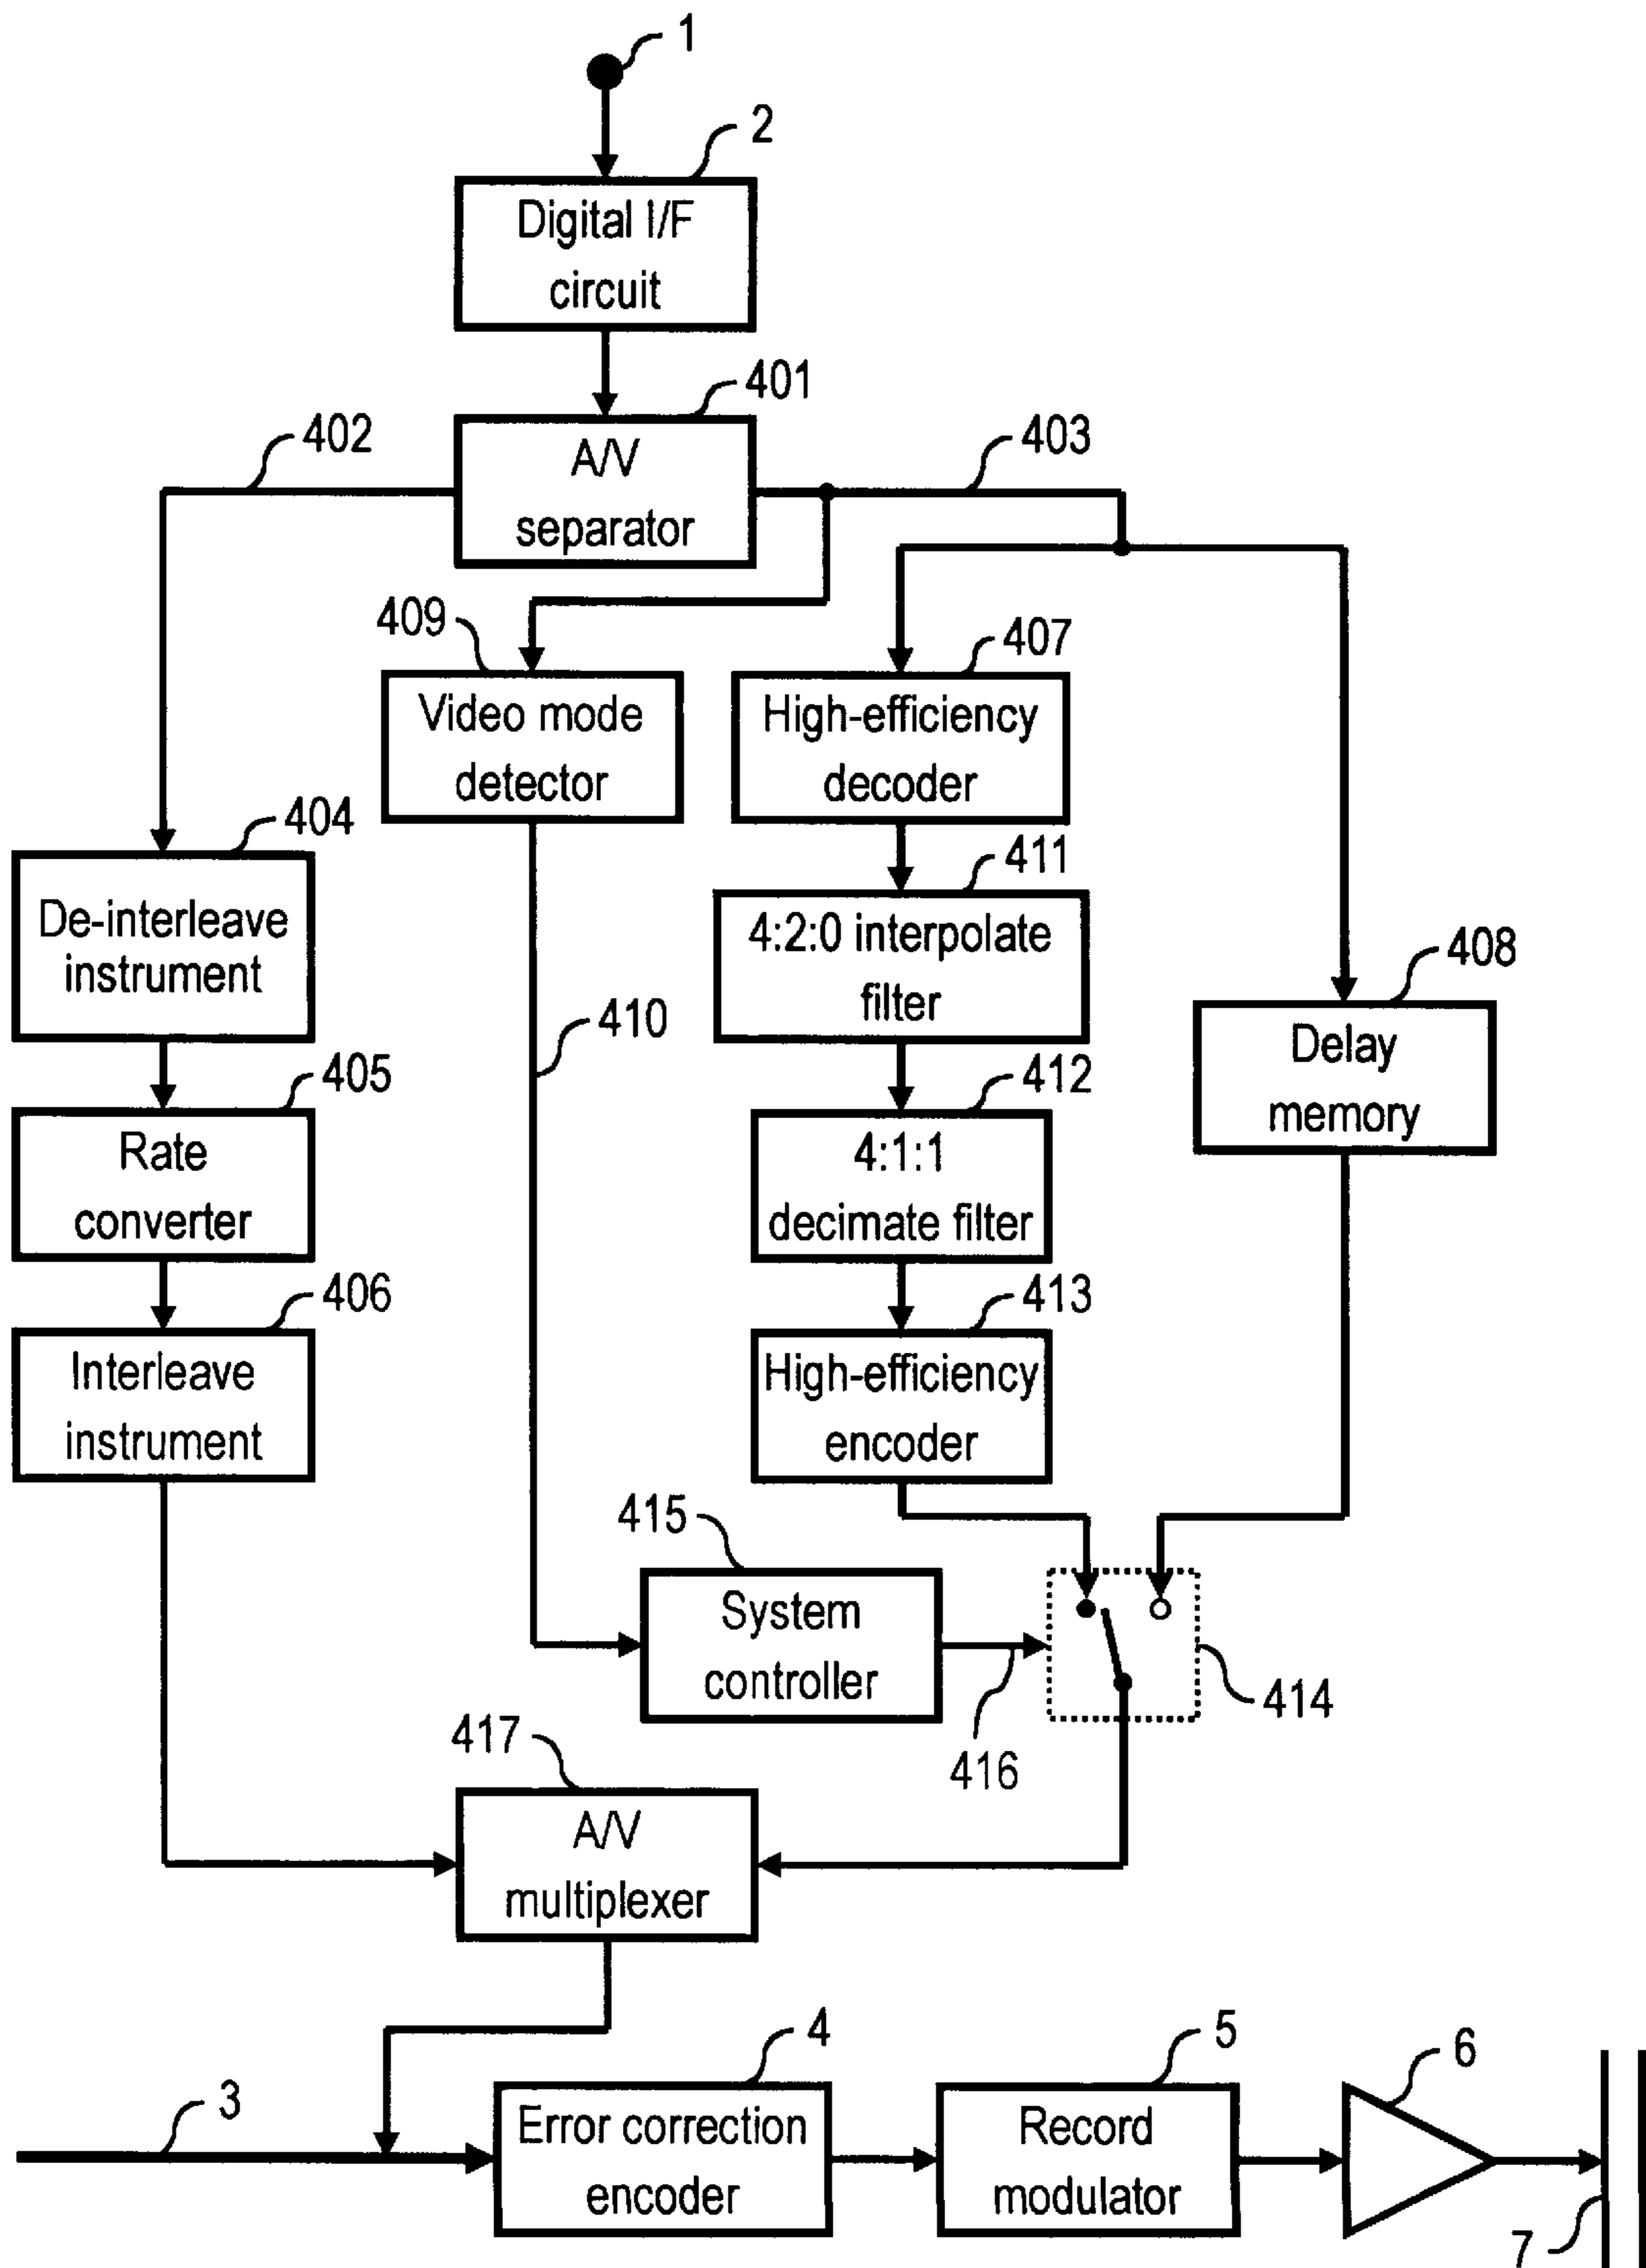 1
2
Digital I/F
circuit
401
402
403
A/V
separator
409
407
Video mode
detector
High-efficiency
decoder
404
411
De-interleave
instrument
4:2:0 interpolate
filter
408
410
Delay
memory
405
412
Rate
converter
4:1:1
decimate filter
406
413
Interleave
instrument
High-efficiency
encoder
415
System
controller
414
416
417
A/V
multiplexer
3
4
5
6
Error correction
encoder
Record
modulator
7